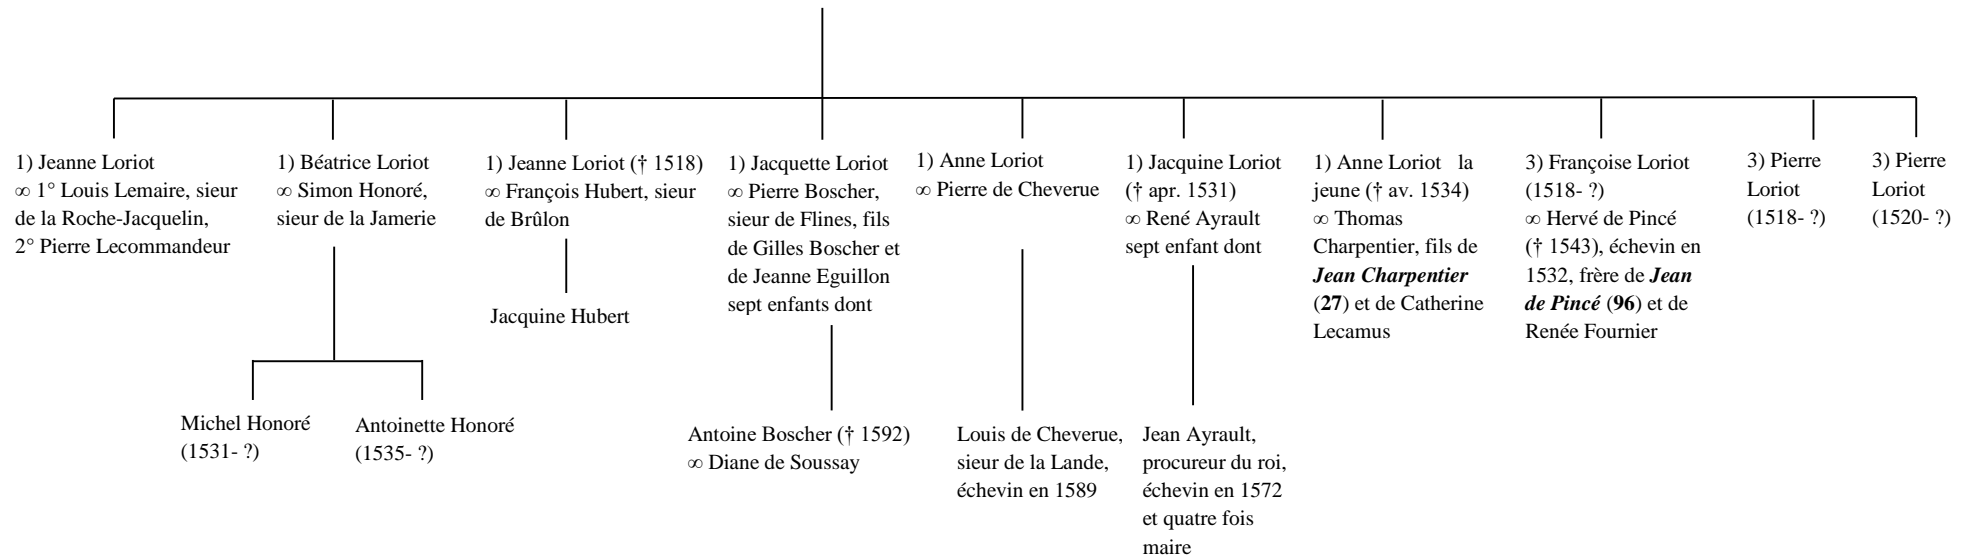 1) Jeanne Loriot
∞ 1° Louis Lemaire, sieur
de la Roche-Jacquelin,
2° Pierre Lecommandeur
1) Béatrice Loriot
∞ Simon Honoré,
sieur de la Jamerie
1) Jeanne Loriot († 1518)
∞ François Hubert, sieur
de Brûlon
1) Jacquette Loriot
∞ Pierre Boscher,
sieur de Flines, fils
de Gilles Boscher et
de Jeanne Eguillon
sept enfants dont
1) Anne Loriot
∞ Pierre de Cheverue
1) Jacquine Loriot
(† apr. 1531)
∞ René Ayrault
sept enfant dont
1) Anne Loriot la
jeune († av. 1534)
∞ Thomas
Charpentier, fils de
Jean Charpentier
(27) et de Catherine
Lecamus
3) Françoise Loriot
(1518- ?)
∞ Hervé de Pincé
(† 1543), échevin en
1532, frère de Jean
de Pincé (96) et de
Renée Fournier
3) Pierre
Loriot
(1518- ?)
3) Pierre
Loriot
(1520- ?)
Jacquine Hubert
Michel Honoré
(1531- ?)
Antoinette Honoré
(1535- ?)
Antoine Boscher († 1592)
∞ Diane de Soussay
Louis de Cheverue,
sieur de la Lande,
échevin en 1589
Jean Ayrault,
procureur du roi,
échevin en 1572
et quatre fois
maire